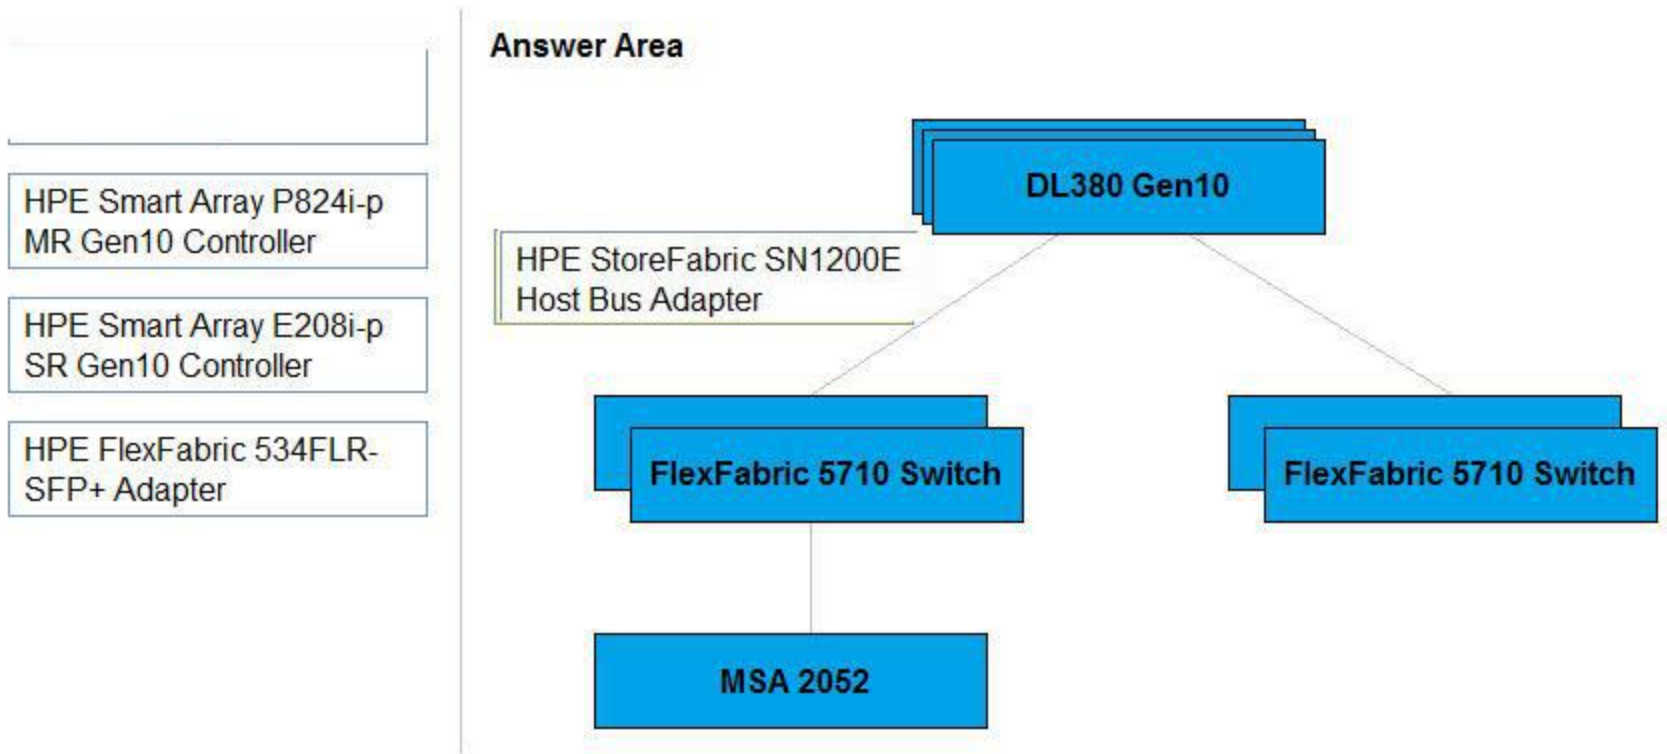 Answer Area
HPE Smart Array P824i-p
MR Gen10 Controller
HPE Smart Array E208i-p
SR Gen10 Controller
HPE FlexFabric 534FLR-
SFP+ Adapter
DL380 Gen10
HPE StoreFabric SN1200E
Host Bus Adapter
FlexFabric 5710 Switch
FlexFabric 5710 Switch
MSA 2052